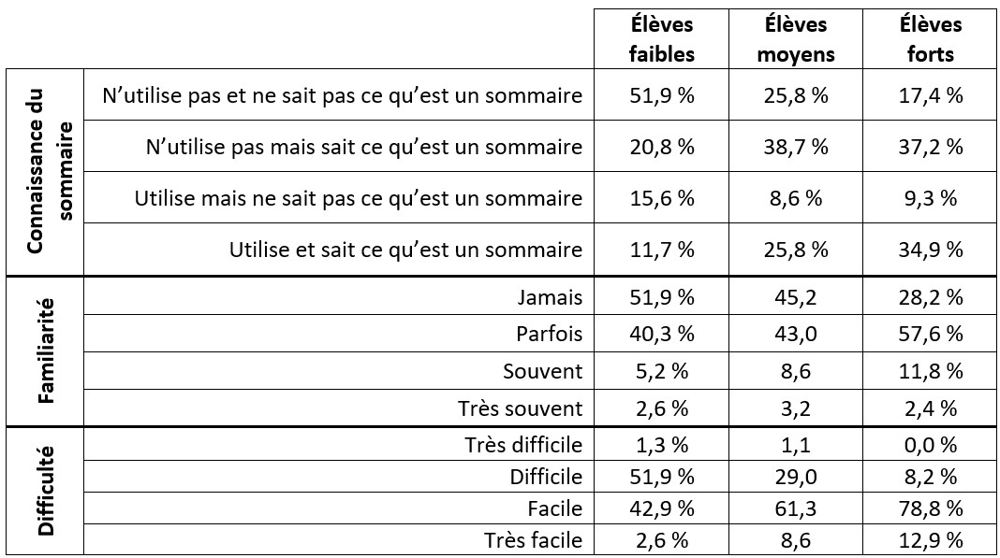 Élèves faibles Élèves moyens Élèves forts
Connaissance du sommaire
N’utilise pas et ne sait pas ce qu’est un sommaire 51,9 % 25,8 % 17,4 %
N’utilise pas mais sait ce qu’est un sommaire 20,8 % 38,7 % 37,2 %
Utilise mais ne sait pas ce qu’est un sommaire 15,6 % 8,6 % 9,3 %
Utilise et sait ce qu’est un sommaire 11,7 % 25,8 % 34,9 %
Familiarité
Jamais 51,9 % 45,2 28,2 %
Parfois 40,3 % 43,0 57,6 %
Souvent 5,2 % 8,6 11,8 %
Très souvent 2,6 % 3,2 2,4 %
Difficulté
Très difficile 1,3 % 1,1 0,0 %
Difficile 51,9 % 29,0 8,2 %
Facile 42,9 % 61,3 78,8 %
Très facile 2,6 % 8,6 12,9 %